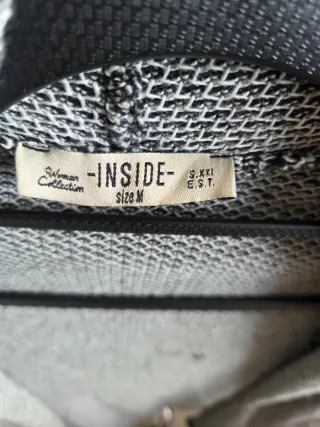 Woman
Collection
-INSIDE-
size M
S.XXI
E.S.T.